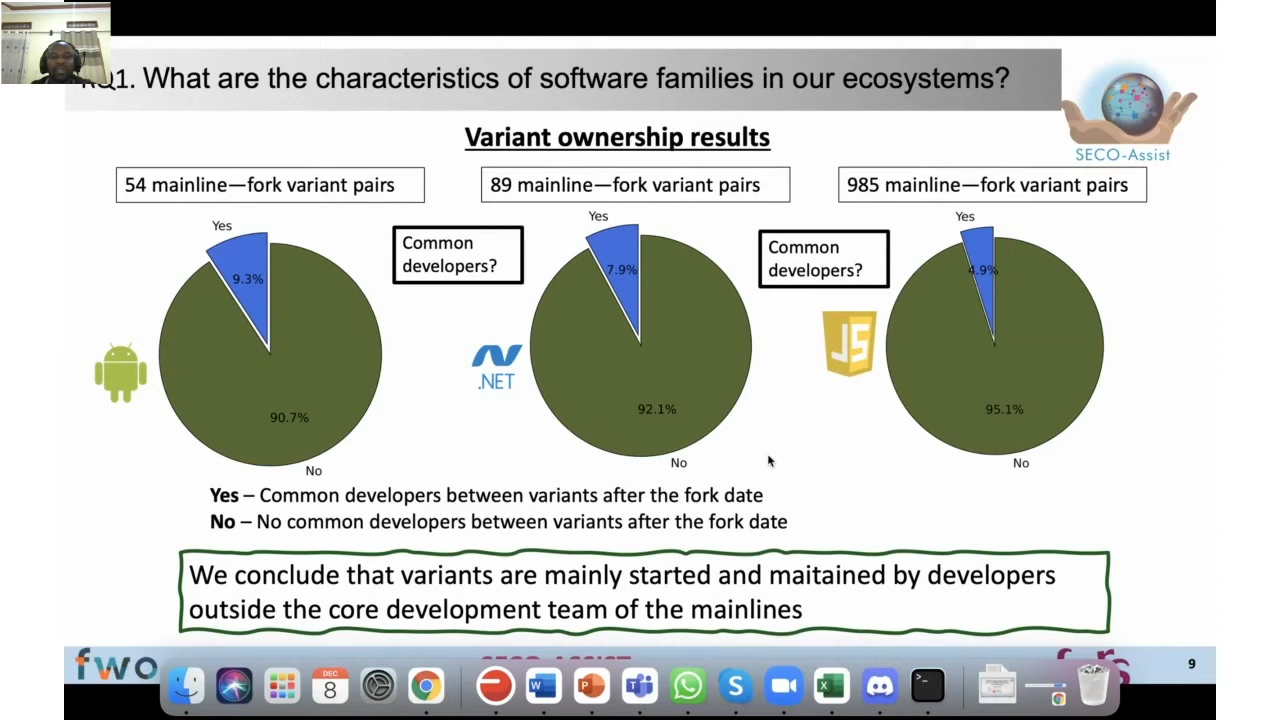 RQ1. What are the characteristics of software families in our ecosystems?
SECO-Assist
Variant ownership results
54 mainline—fork variant pairs
89 mainline—fork variant pairs
985 mainline—fork variant pairs
Yes
9.3%
90.7%
No
Common
developers?
.NET
Yes
7.9%
92.1%
No
Common
developers?
JS
Yes
4.9%
95.1%
No
Yes – Common developers between variants after the fork date
No – No common developers between variants after the fork date
We conclude that variants are mainly started and maitained by developers
outside the core development team of the mainlines
fwo
SECO-ASSIST
9
DEC
8